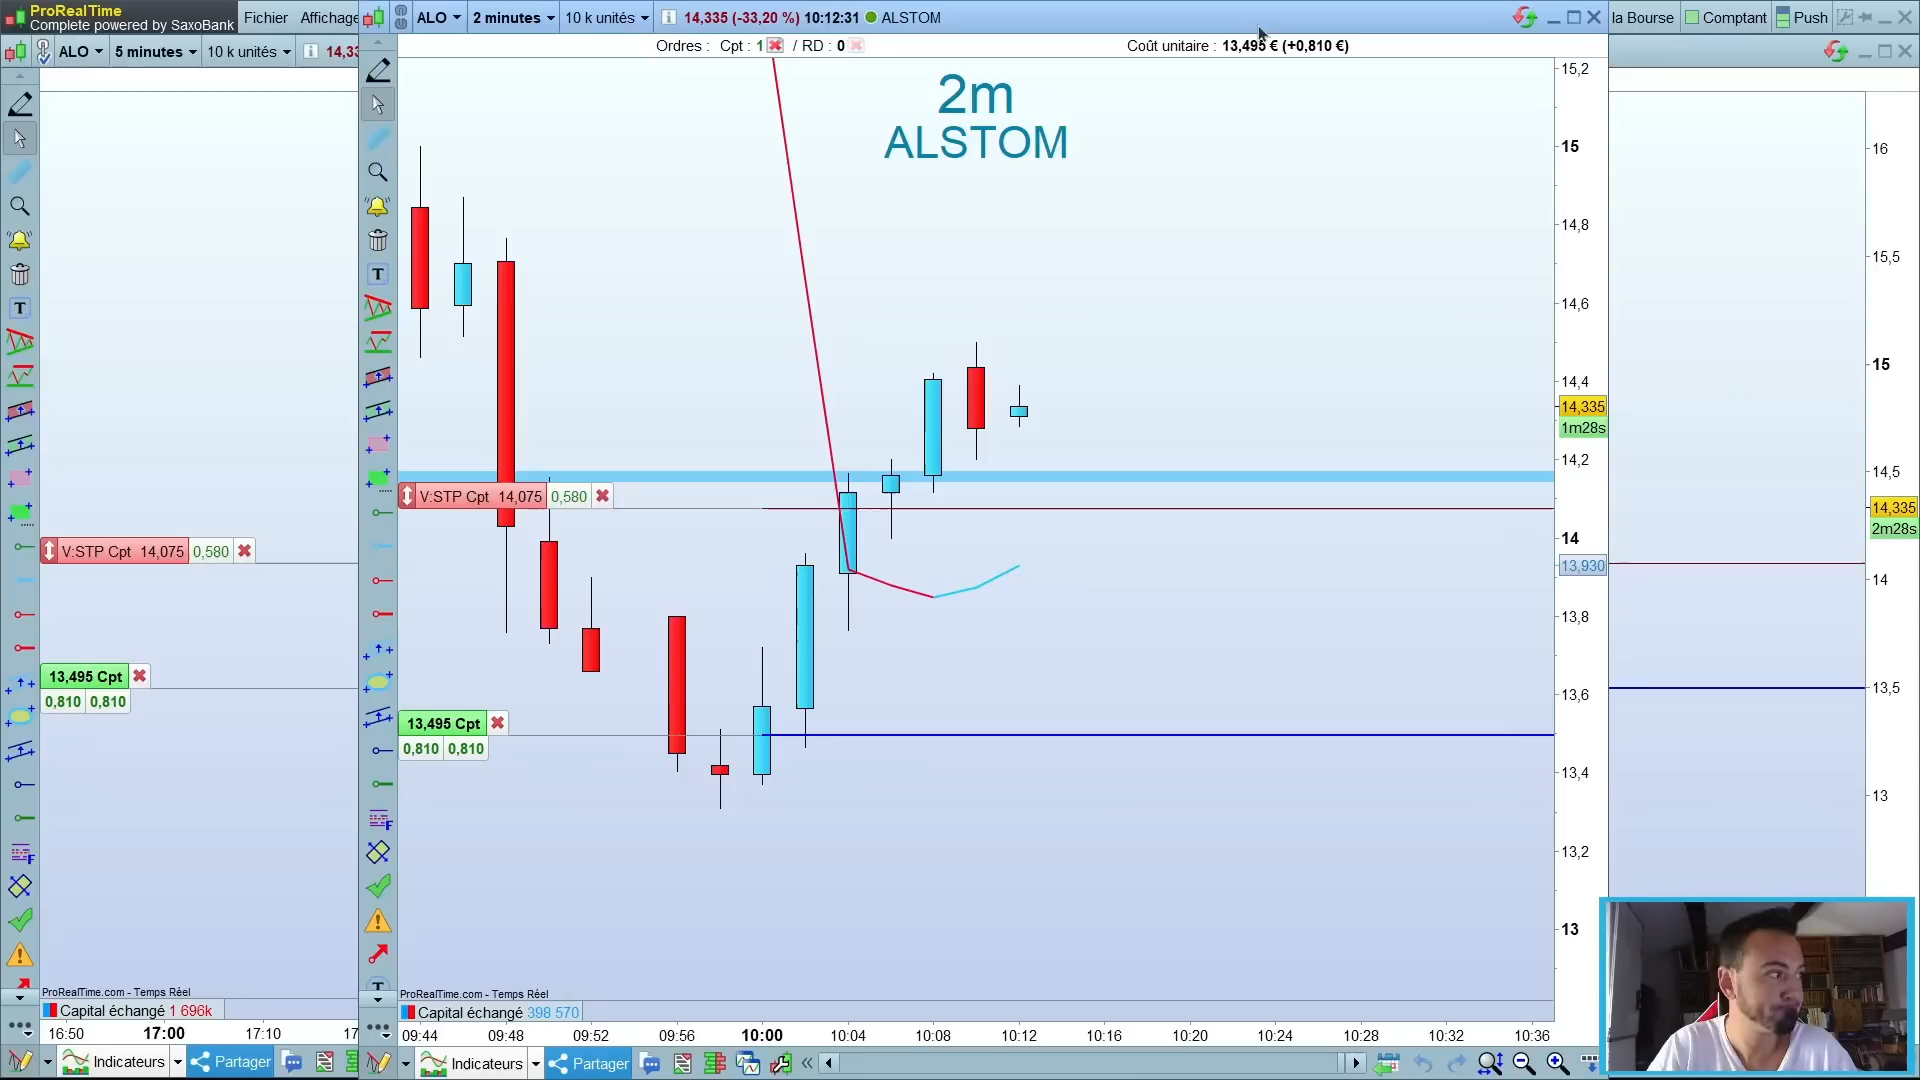 ProRealTime
Complete powered by SaxoBank
Fichier Affichage
ALO 2 minutes 10 k unités 14,335 (-33,20 %) 10:12:31 ALSTOM
la Bourse Comptant Push
ALO 5 minutes 10 k unités
Ordres : Cpt : 1 / RD : 0
Coût unitaire : 13,495 € (+0,810 €)
2m
ALSTOM
15,2
15
14,8
14,6
14,4
14,335
1m28s
14,2
14
13,930
13,8
13,6
13,4
13,2
13
16
15,5
15
14,5
14,335
2m28s
14
13,5
13
V:STP Cpt 14,075 0,580
V:STP Cpt 14,075 0,580
13,495 Cpt
0,810 0,810
13,495 Cpt
0,810 0,810
ProRealTime.com - Temps Réel
ProRealTime.com - Temps Réel
Capital échangé 1 696k
Capital échangé 398 570
16:50 17:00 17:10
09:44 09:48 09:52 09:56 10:00 10:04 10:08 10:12 10:16 10:20 10:24 10:28 10:32 10:36
Indicateurs Partager
Indicateurs Partager